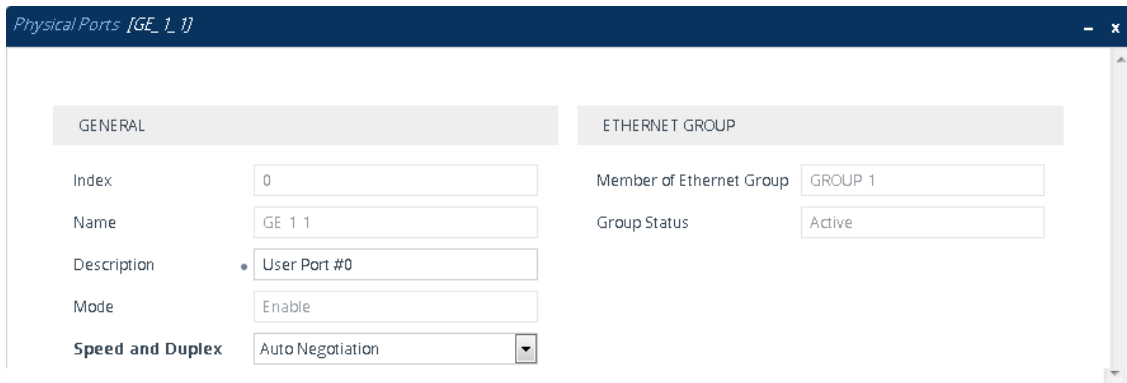 Physical Ports [GE_1_1]
– x
GENERAL
Index 0
Name GE 1 1
Description User Port #0
Mode Enable
Speed and Duplex Auto Negotiation
ETHERNET GROUP
Member of Ethernet Group GROUP 1
Group Status Active